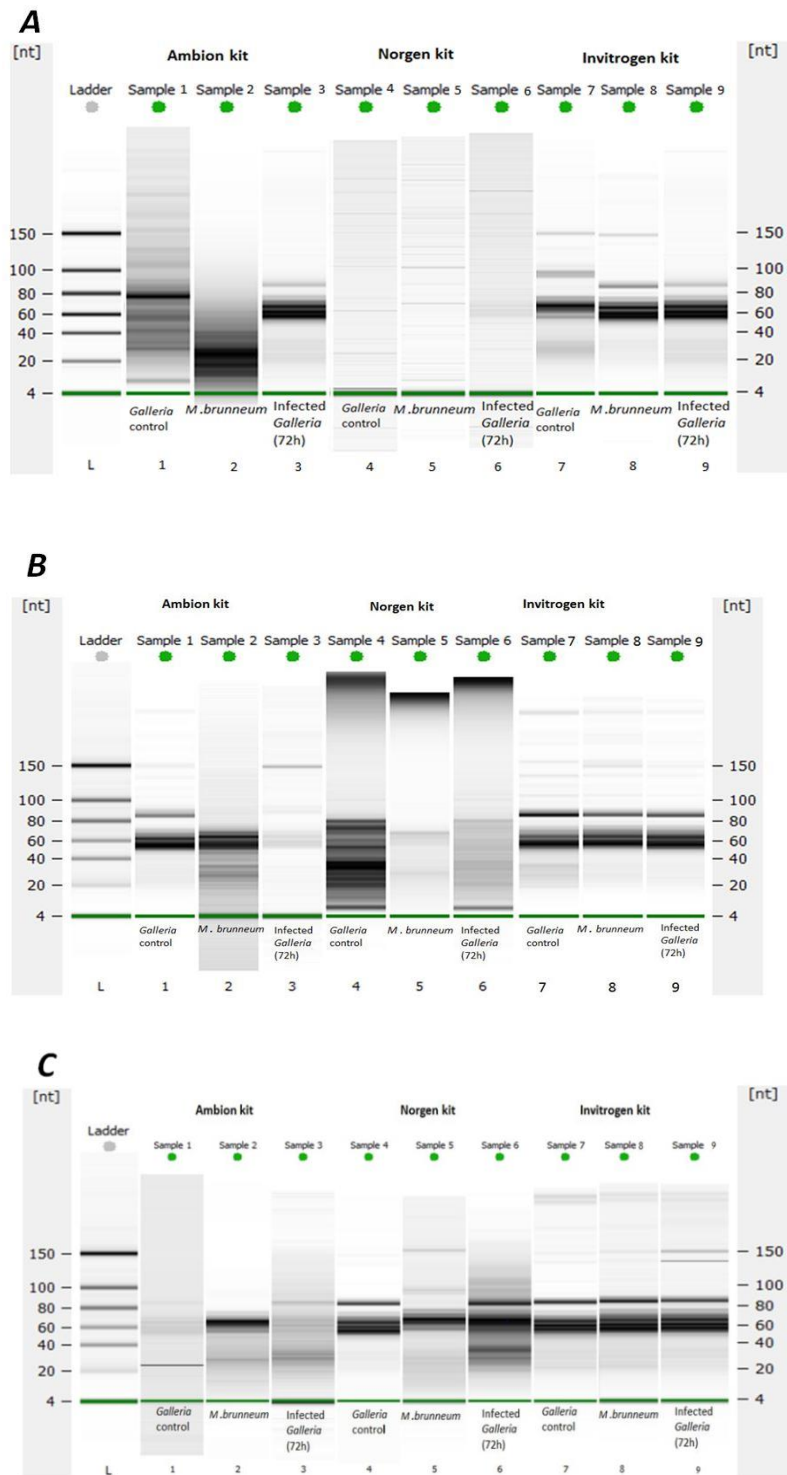 A
[nt] Ambion kit Norgen kit Invitrogen kit [nt]
Ladder Sample 1 Sample 2 Sample 3 Sample 4 Sample 5 Sample 6 Sample 7 Sample 8 Sample 9
150 150
100 100
80 80
60 60
40 40
20 20
4 4
Galleria control M.brunneum Infected Galleria (72h) Galleria control M.brunneum Infected Galleria (72h) Galleria control M.brunneum Infected Galleria (72h)
L 1 2 3 4 5 6 7 8 9
B
[nt] Ambion kit Norgen kit Invitrogen kit [nt]
Ladder Sample 1 Sample 2 Sample 3 Sample 4 Sample 5 Sample 6 Sample 7 Sample 8 Sample 9
150 150
100 100
80 80
60 60
40 40
20 20
4 4
Galleria control M. brunneum Infected Galleria (72h) Galleria control M. brunneum Infected Galleria (72h) Galleria control M. brunneum Infected Galleria (72h)
L 1 2 3 4 5 6 7 8 9
C
[nt] Ambion kit Norgen kit Invitrogen kit [nt]
Ladder Sample 1 Sample 2 Sample 3 Sample 4 Sample 5 Sample 6 Sample 7 Sample 8 Sample 9
150 150
100 100
80 80
60 60
40 40
20 20
4 4
Galleria control M.brunneum Infected Galleria (72h) Galleria control M.brunneum Infected Galleria (72h) Galleria control M.brunneum Infected Galleria (72h)
L 1 2 3 4 5 6 7 8 9